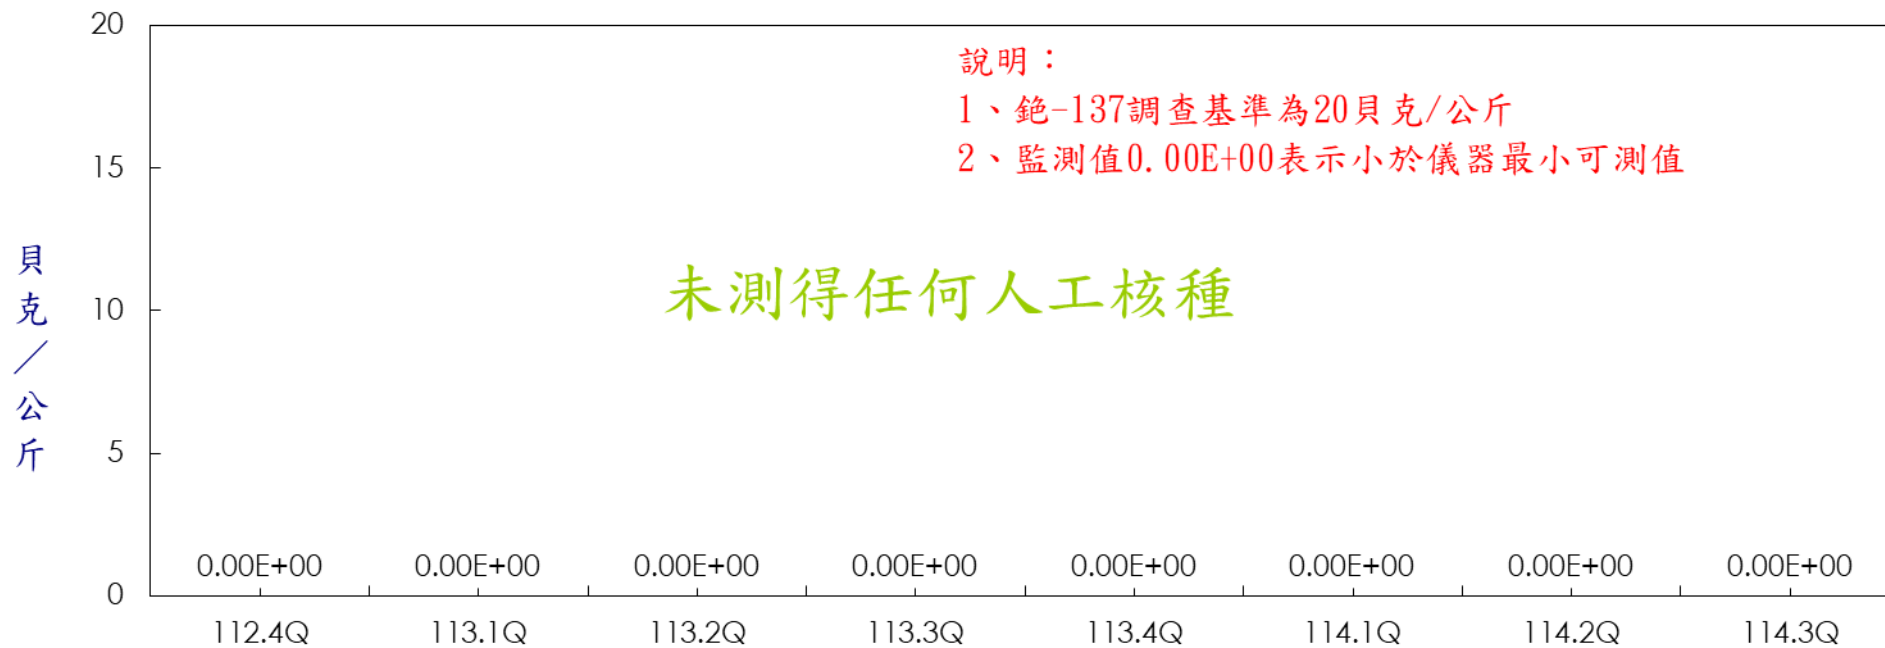 20
說明：
1、銫-137調查基準為20貝克/公斤
2、監測值0.00E+00表示小於儀器最小可測值
15
未測得任何人工核種
10
貝克／公斤
5
0.00E+00 0.00E+00 0.00E+00 0.00E+00 0.00E+00 0.00E+00 0.00E+00 0.00E+00
0
112.4Q 113.1Q 113.2Q 113.3Q 113.4Q 114.1Q 114.2Q 114.3Q